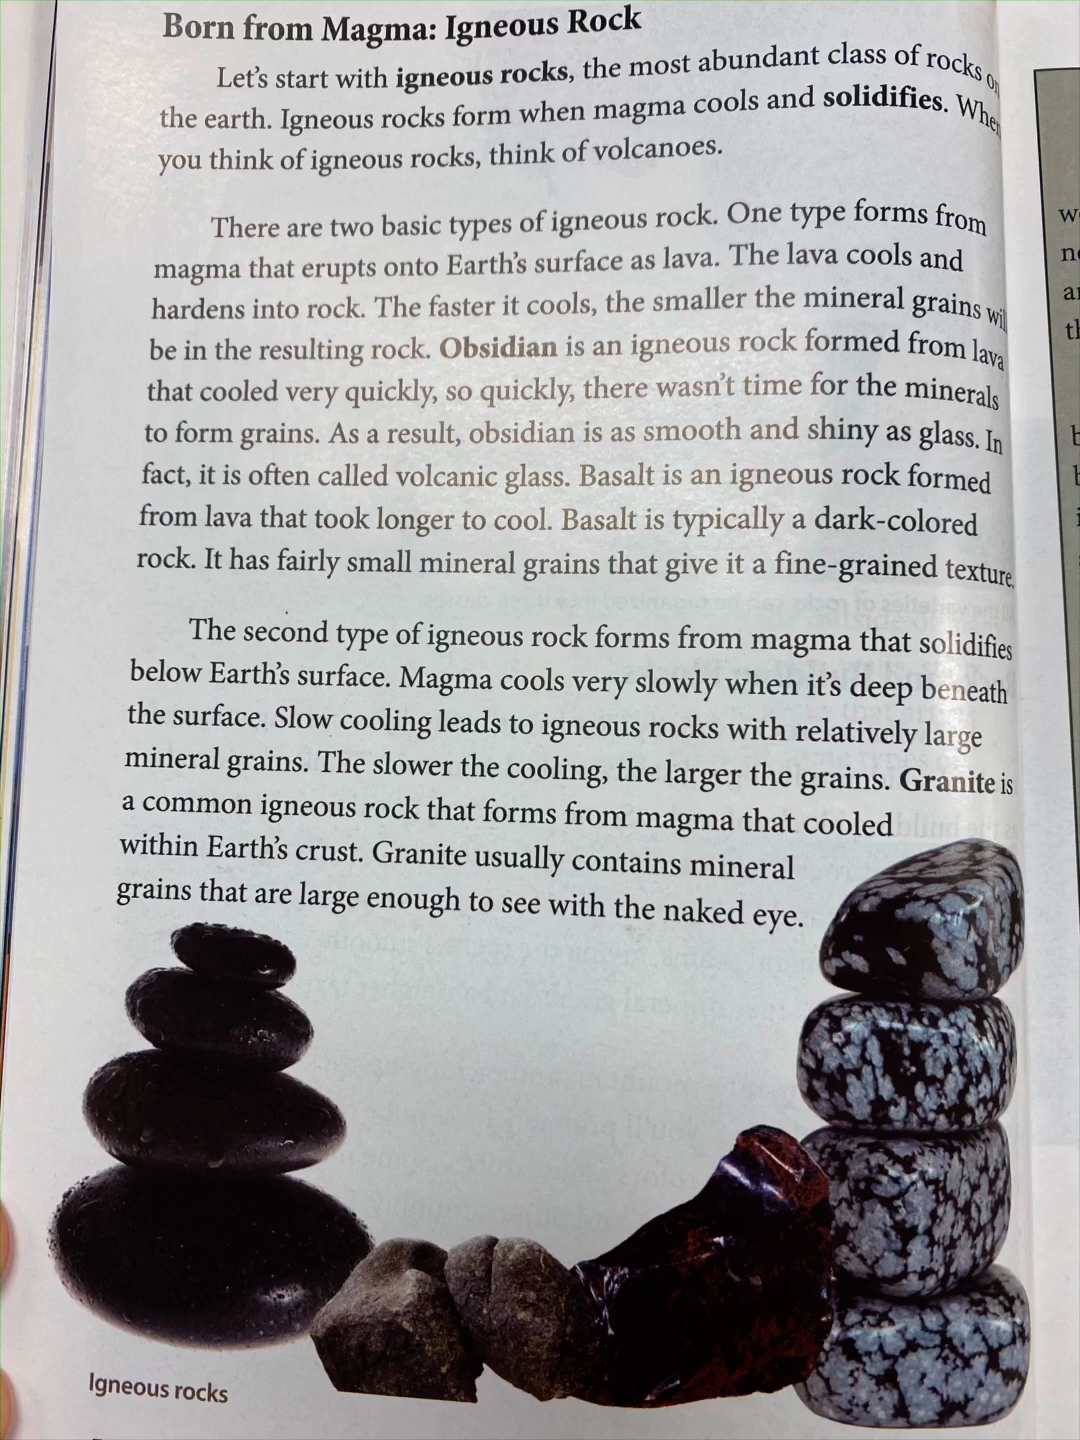 Born from Magma: Igneous Rock
Let's start with igneous rocks, the most abundant class of rocks on
the earth. Igneous rocks form when magma cools and solidifies. When
you think of igneous rocks, think of volcanoes.
There are two basic types of igneous rock. One type forms from
magma that erupts onto Earth's surface as lava. The lava cools and
hardens into rock. The faster it cools, the smaller the mineral grains will
be in the resulting rock. Obsidian is an igneous rock formed from lava
that cooled very quickly, so quickly, there wasn't time for the minerals
to form grains. As a result, obsidian is as smooth and shiny as glass. In
fact, it is often called volcanic glass. Basalt is an igneous rock formed
from lava that took longer to cool. Basalt is typically a dark-colored
rock. It has fairly small mineral grains that give it a fine-grained texture.
The second type of igneous rock forms from magma that solidifies
below Earth's surface. Magma cools very slowly when it's deep beneath
the surface. Slow cooling leads to igneous rocks with relatively large
mineral grains. The slower the cooling, the larger the grains. Granite is
a common igneous rock that forms from magma that cooled
within Earth's crust. Granite usually contains mineral
grains that are large enough to see with the naked eye.
Igneous rocks